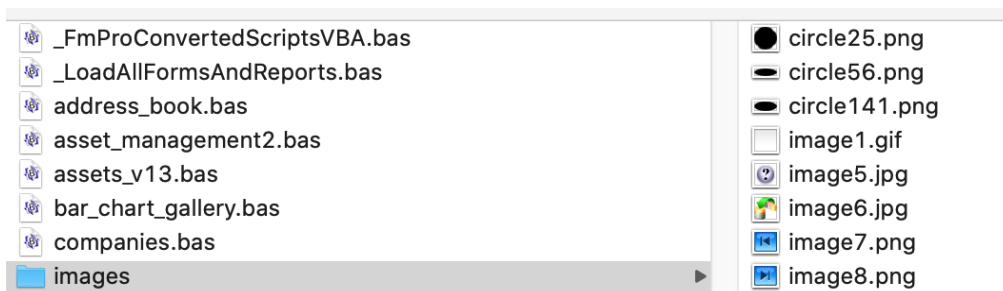 _FmProConvertedScriptsVBA.bas
_LoadAllFormsAndReports.bas
address_book.bas
asset_management2.bas
assets_v13.bas
bar_chart_gallery.bas
companies.bas
images
circle25.png
circle56.png
circle141.png
image1.gif
image5.jpg
image6.jpg
image7.png
image8.png